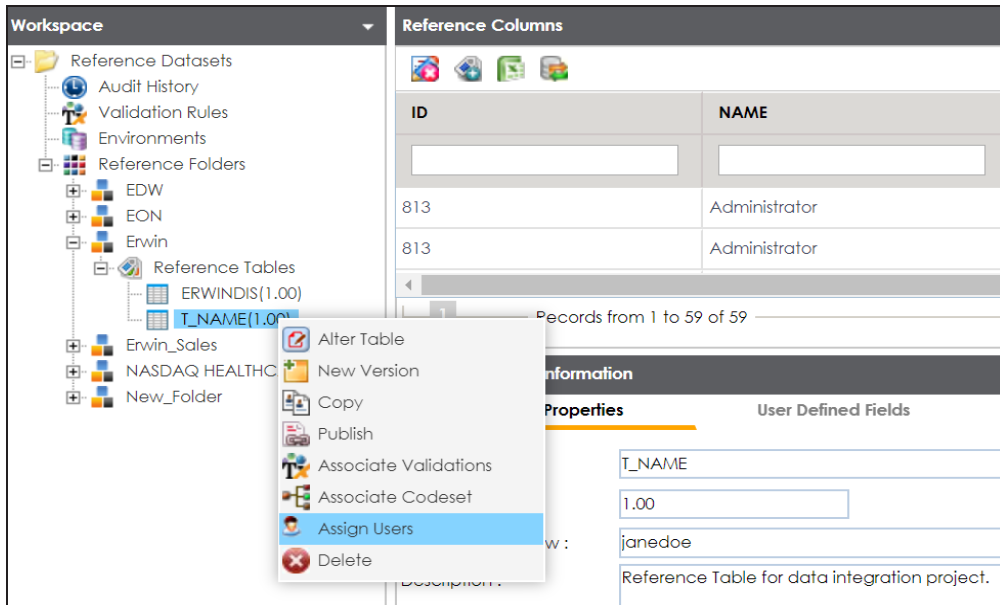 Workspace
Reference Datasets
Audit History
Validation Rules
Environments
Reference Folders
EDW
EON
Erwin
Reference Tables
ERWINDIS(1.00)
T_NAME(1.00)
Erwin_Sales
NASDAQ HEALTHC
New_Folder
Alter Table
New Version
Copy
Publish
Associate Validations
Associate Codeset
Assign Users
Delete
Reference Columns
ID NAME
813 Administrator
813 Administrator
1 Records from 1 to 59 of 59
nformation
Properties User Defined Fields
T_NAME
1.00
w : janedoe
Description : Reference Table for data integration project.